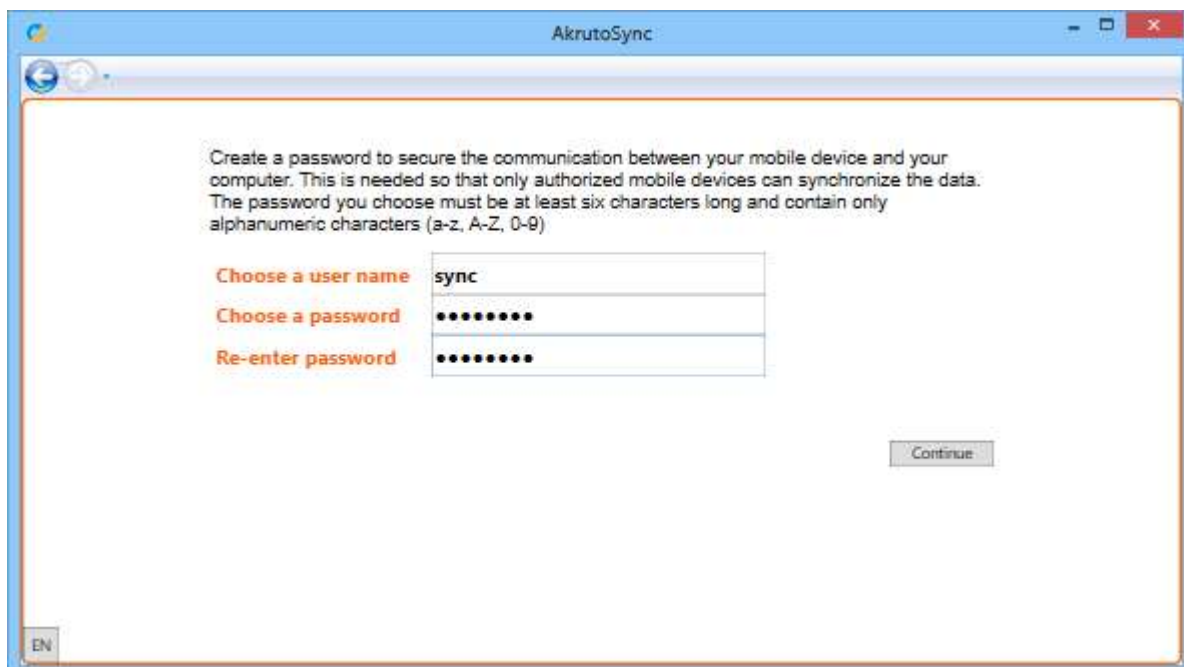 AkrutoSync
Create a password to secure the communication between your mobile device and your
computer. This is needed so that only authorized mobile devices can synchronize the data.
The password you choose must be at least six characters long and contain only
alphanumeric characters (a-z, A-Z, 0-9)
Choose a user name sync
Choose a password ••••••••
Re-enter password ••••••••
Continue
EN